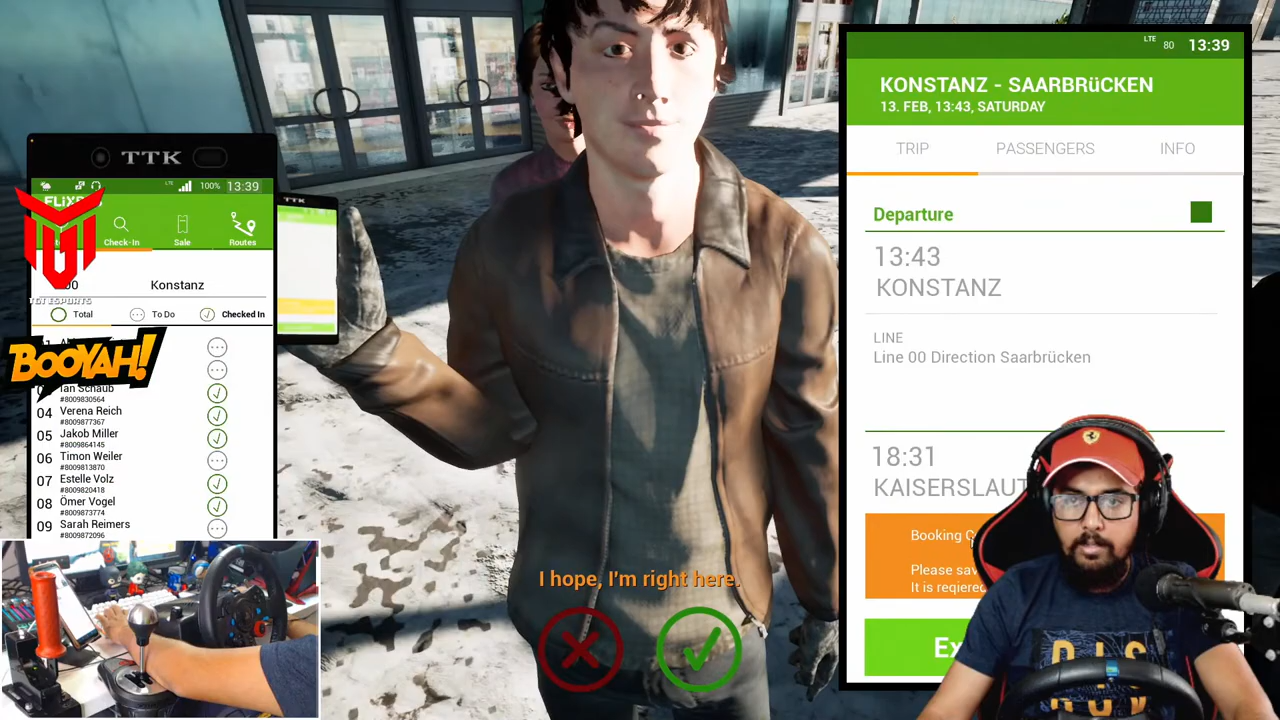 TTK
LTE
100%
13:39
Check-In
Sale
Routes
Konstanz
Total
To Do
Checked In
BOOYAH!
Ian Schaub
#8009830564
04
Verena Reich
#8009877367
05
Jakob Miller
#8009864145
06
Timon Weiler
#8009813870
07
Estelle Volz
#8009820418
08
Ömer Vogel
#8009873774
09
Sarah Reimers
#8009872096
TTK
I hope, I'm right here.
LTE
80
13:39
KONSTANZ - SAARBRüCKEN
13. FEB, 13:43, SATURDAY
TRIP
PASSENGERS
INFO
Departure
13:43
KONSTANZ
LINE
Line 00 Direction Saarbrücken
18:31
KAISERSLAUT
Booking
Please sav
It is reqiered